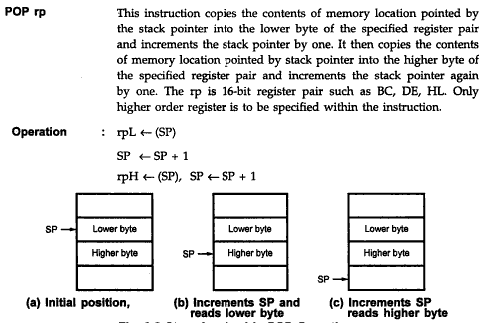 POP rp
This instruction copies the contents of memory location pointed by
the stack pointer into the lower byte of the specified register pair
and increments the stack pointer by one. It then copies the contents
of memory location pointed by stack pointer into the higher byte of
the specified register pair and increments the stack pointer again
by one. The rp is 16-bit register pair such as BC, DE, HL. Only
higher order register is to be specified within the instruction.
Operation : rpL ← (SP)
SP ← SP + 1
rpH ← (SP), SP ← SP + 1
SP → Lower byte
Higher byte
(a) Initial position,
Lower byte
SP → Higher byte
(b) Increments SP and
reads lower byte
Lower byte
Higher byte
SP →
(c) Increments SP
reads higher byte